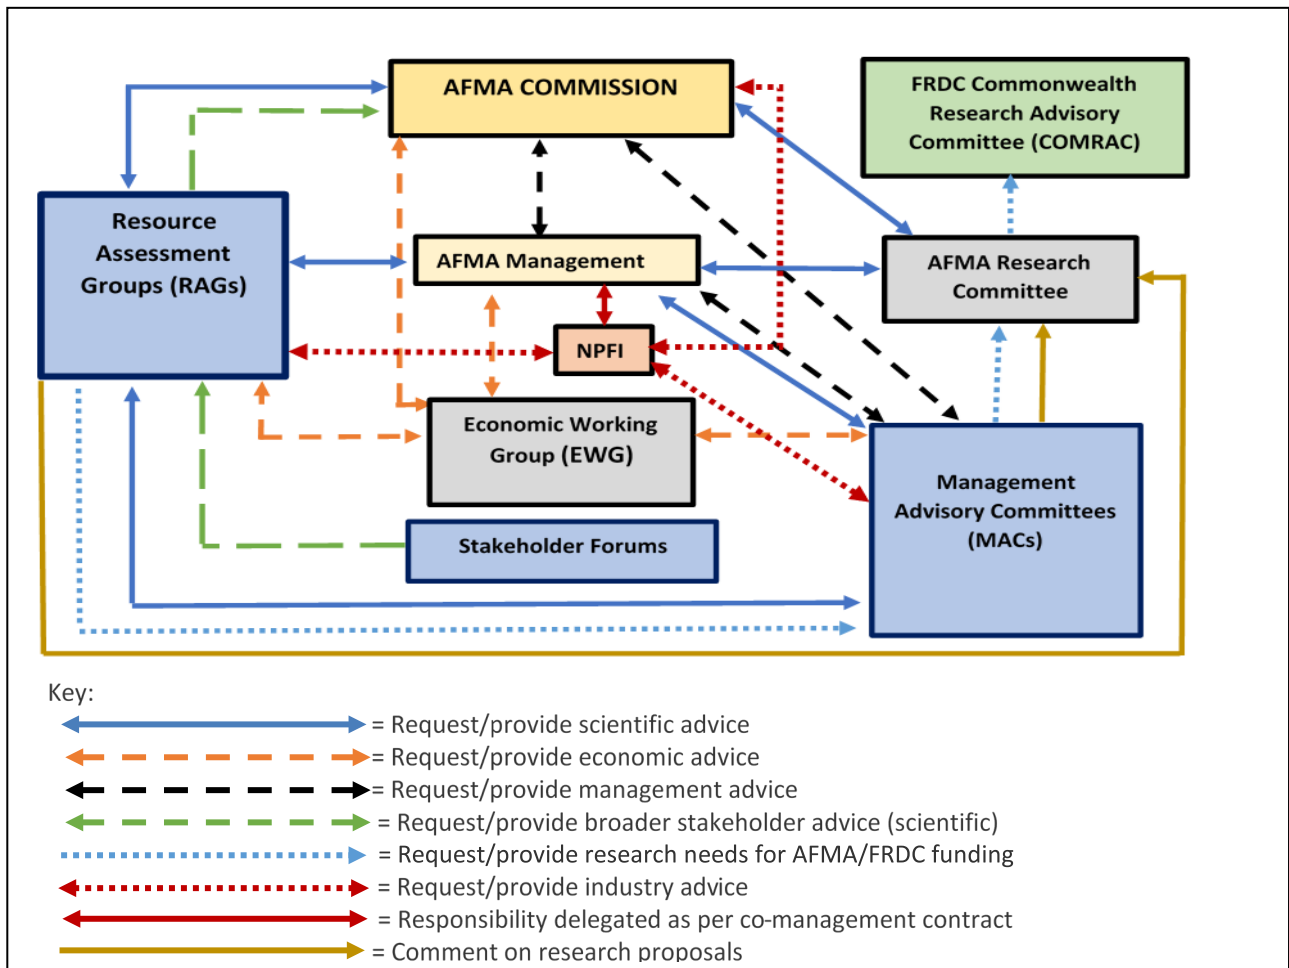 AFMA COMMISSION
FRDC Commonwealth
Research Advisory
Committee (COMRAC)
Resource
Assessment
Groups (RAGs)
AFMA Management
AFMA Research
Committee
NPFI
Economic Working
Group (EWG)
Management
Advisory Committees
(MACs)
Stakeholder Forums
Key:
= Request/provide scientific advice
= Request/provide economic advice
= Request/provide management advice
= Request/provide broader stakeholder advice (scientific)
= Request/provide research needs for AFMA/FRDC funding
= Request/provide industry advice
= Responsibility delegated as per co-management contract
= Comment on research proposals